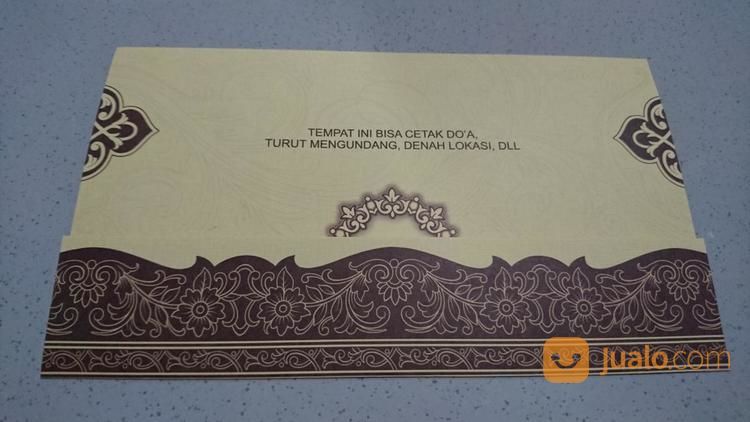 TEMPAT INI BISA CETAK DO'A,
TURUT MENGUNDANG, DENAH LOKASI, DLL
jualo.com